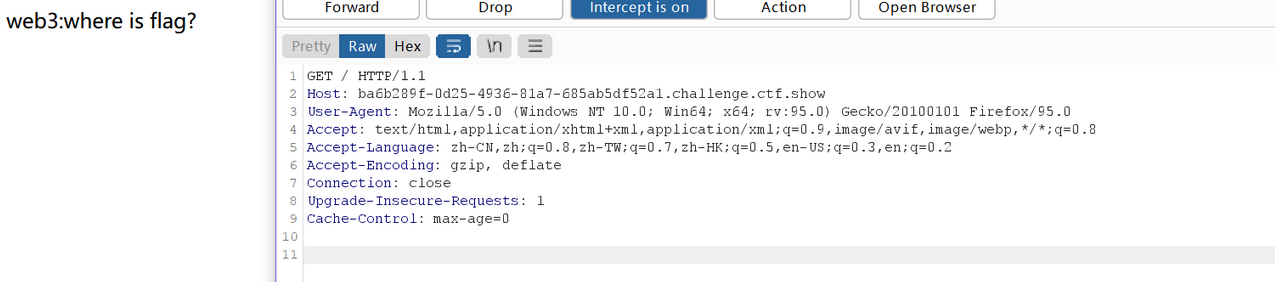 web3:where is flag?
Forward Drop Intercept is on Action Open Browser
Pretty Raw Hex \n
1 GET / HTTP/1.1
2 Host: ba6b289f-0d25-4936-81a7-685ab5df52a1.challenge.ctf.show
3 User-Agent: Mozilla/5.0 (Windows NT 10.0; Win64; x64; rv:95.0) Gecko/20100101 Firefox/95.0
4 Accept: text/html,application/xhtml+xml,application/xml;q=0.9,image/avif,image/webp,*/*;q=0.8
5 Accept-Language: zh-CN,zh;q=0.8,zh-TW;q=0.7,zh-HK;q=0.5,en-US;q=0.3,en;q=0.2
6 Accept-Encoding: gzip, deflate
7 Connection: close
8 Upgrade-Insecure-Requests: 1
9 Cache-Control: max-age=0
10
11